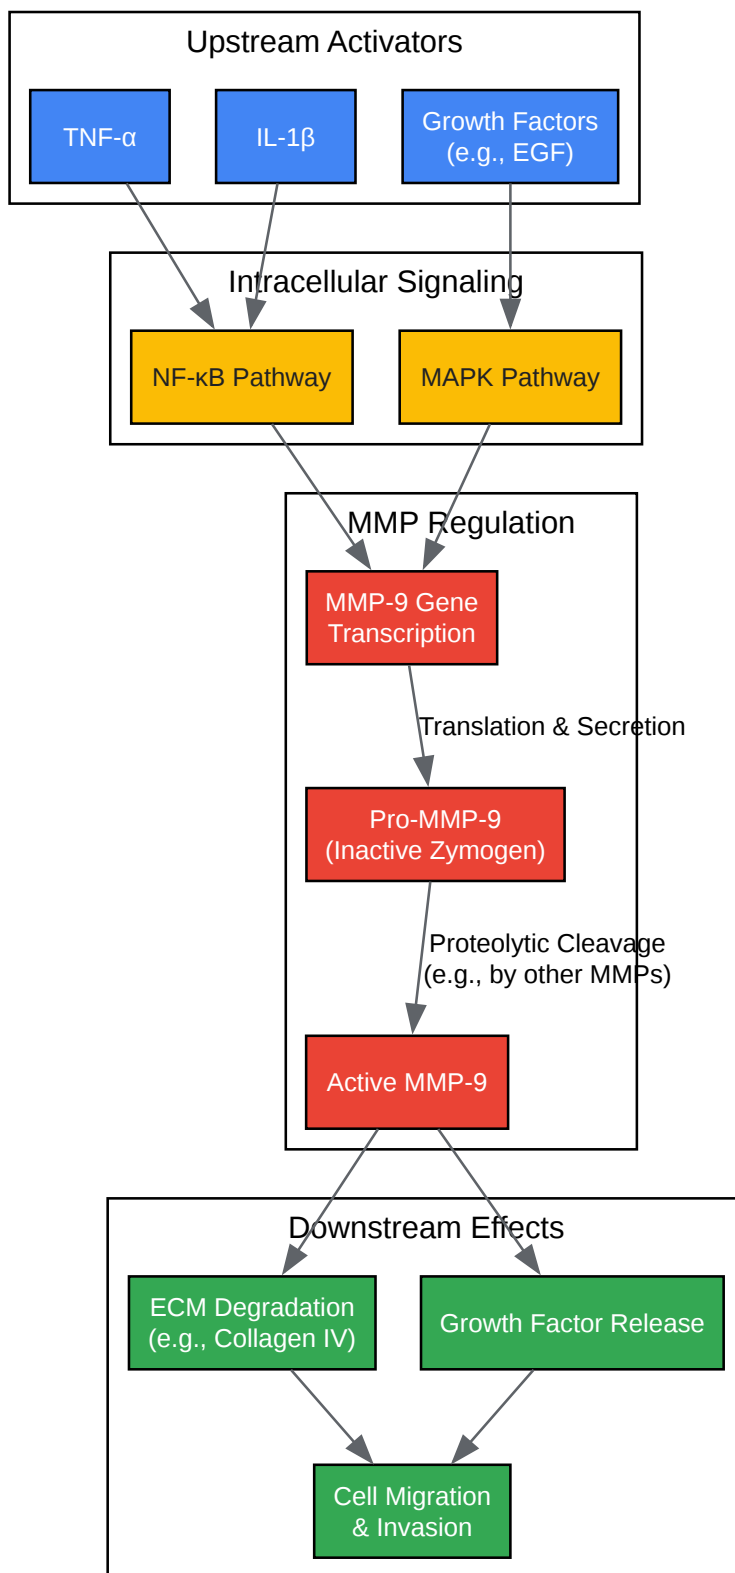 Upstream Activators
TNF-α
IL-1β
Growth Factors
(e.g., EGF)
Intracellular Signaling
NF-κB Pathway
MAPK Pathway
MMP Regulation
MMP-9 Gene
Transcription
Translation & Secretion
Pro-MMP-9
(Inactive Zymogen)
Proteolytic Cleavage
(e.g., by other MMPs)
Active MMP-9
Downstream Effects
ECM Degradation
(e.g., Collagen IV)
Growth Factor Release
Cell Migration
& Invasion